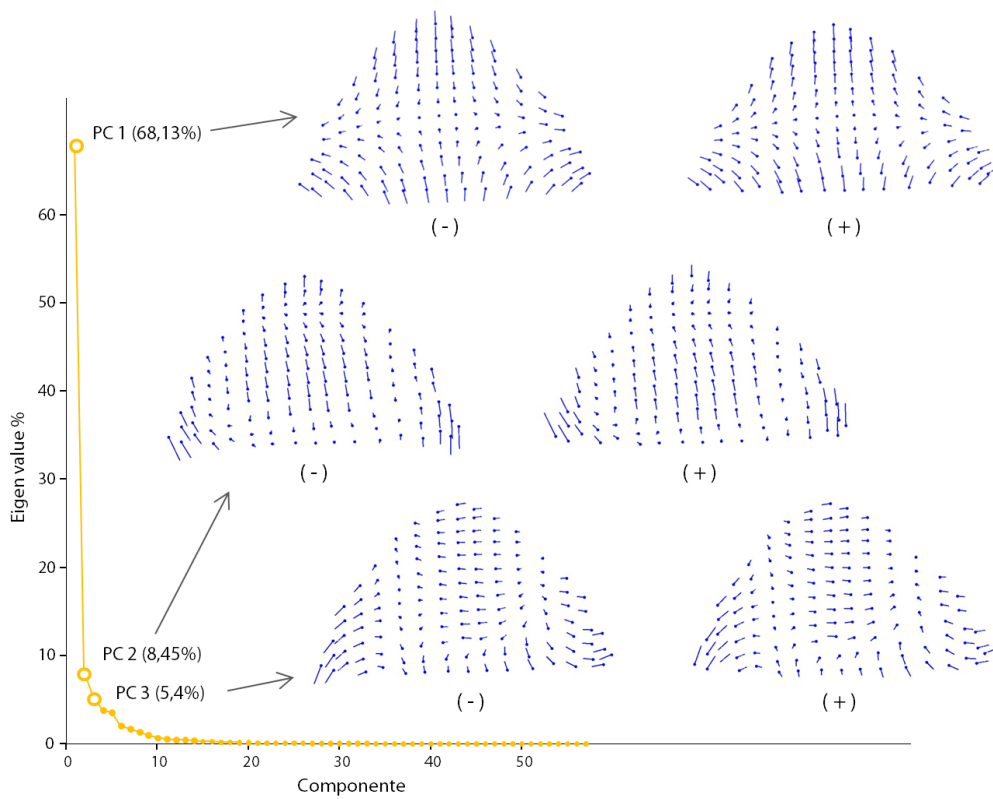 PC 1 (68,13%)
( - )
( + )
60
50
40
30
20
10
0
Eigen value %
( - )
( + )
PC 2 (8,45%)
PC 3 (5,4%)
( - )
( + )
0
10
20
30
40
50
Componente